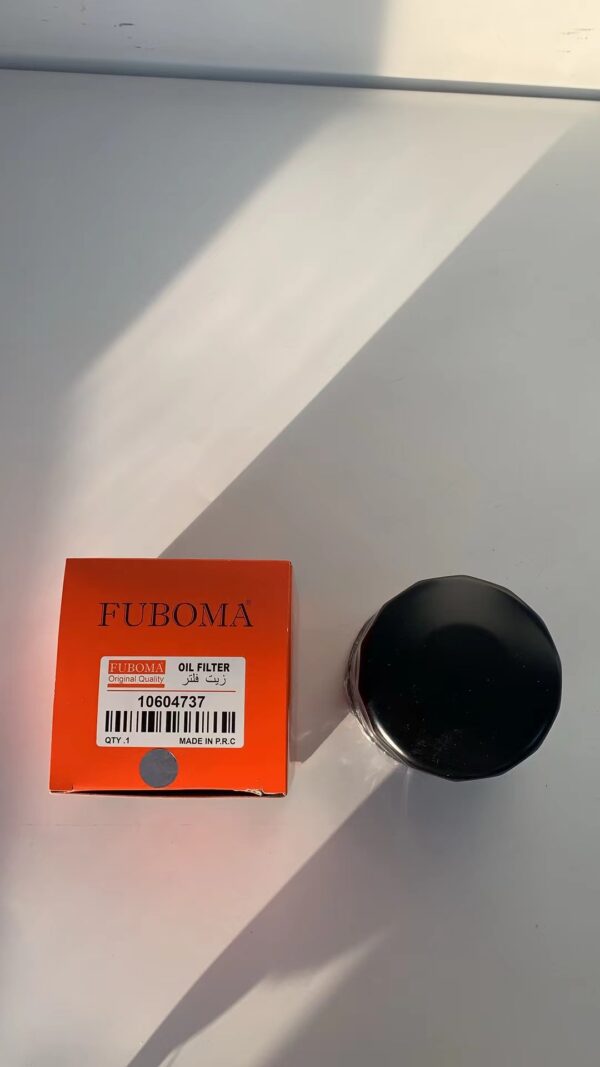 FUBOMA®
FUBOMA
Original Quality
OIL FILTER
زيت فلتر
10604737
QTY .1
MADE IN P.R.C